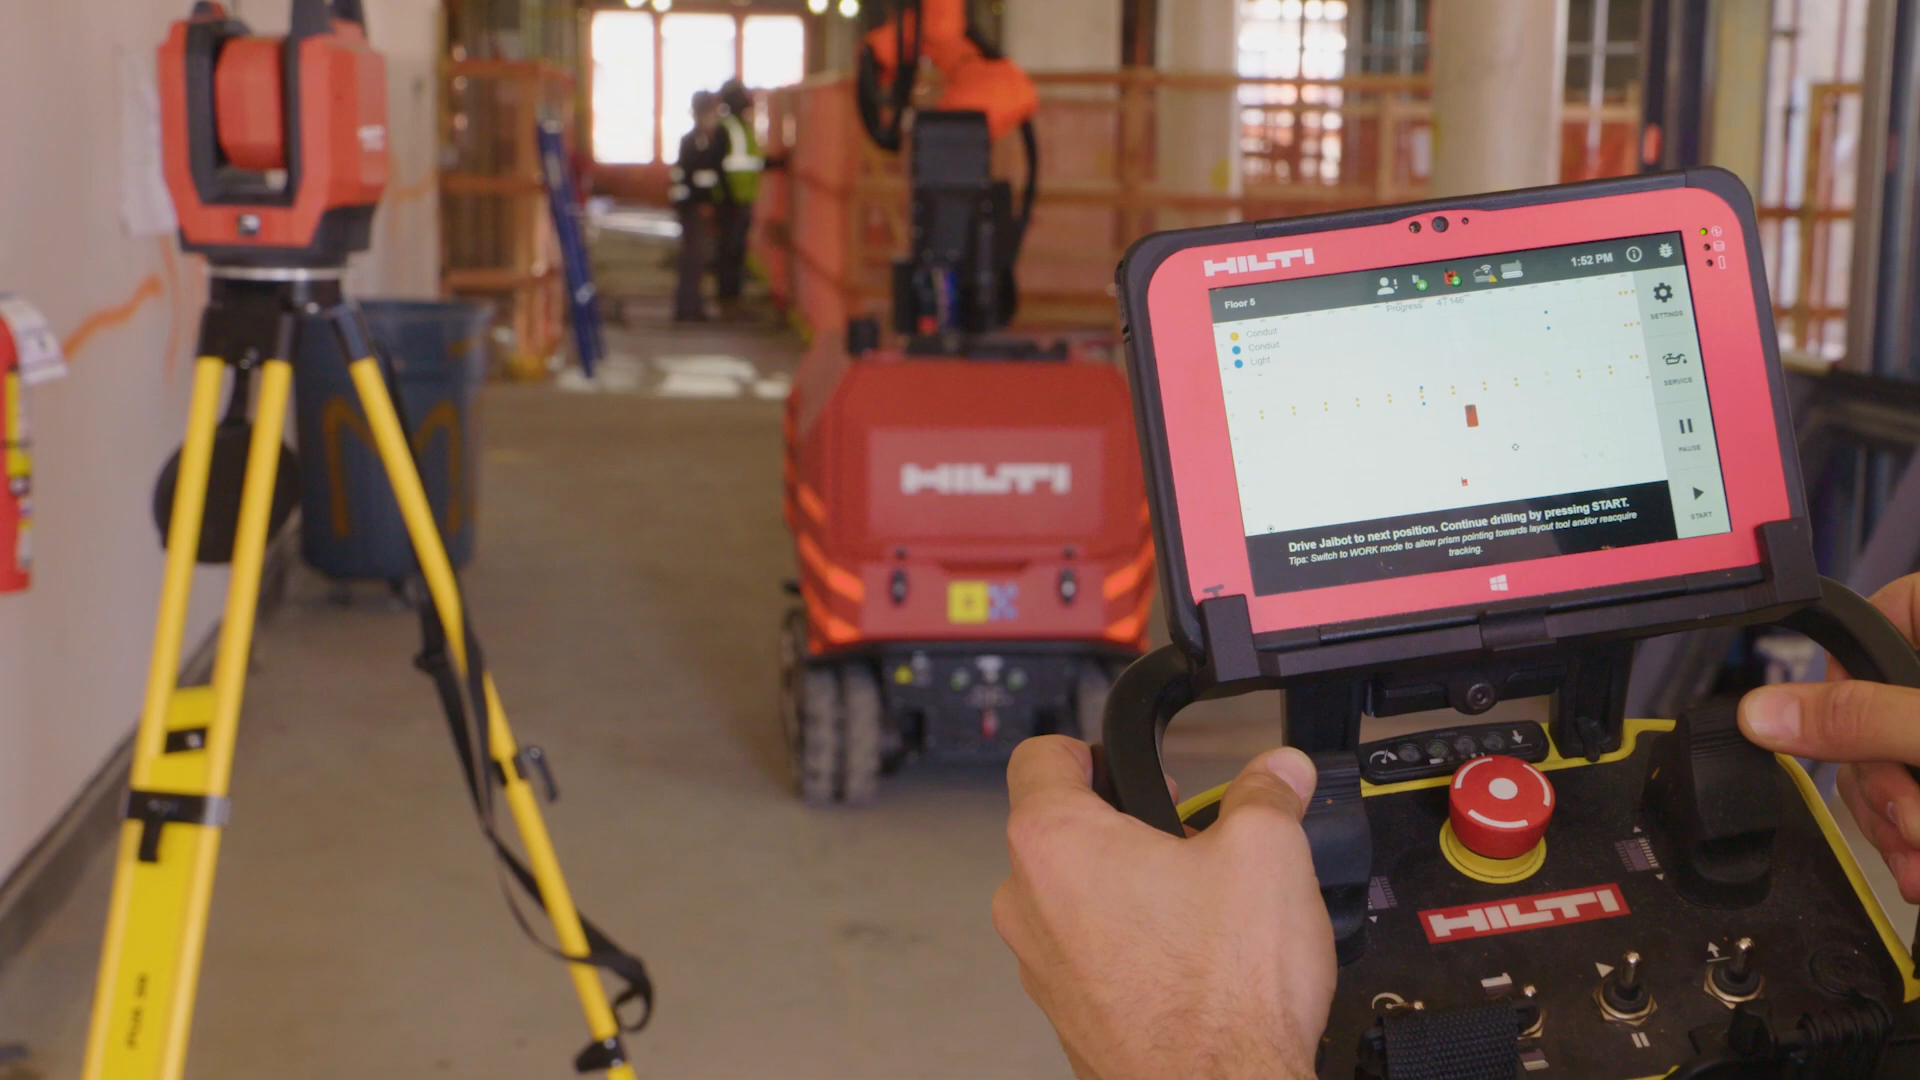 HILTI
Floor 5
1:52 PM
Progress 4 / 146
Conduit
Conduit
Light
SETTINGS
SERVICE
PAUSE
START
Drive Jaibot to next position. Continue drilling by pressing START.
Tips: Switch to WORK mode to allow prism pointing towards layout tool and/or reacquire
tracking.
HILTI
HILTI